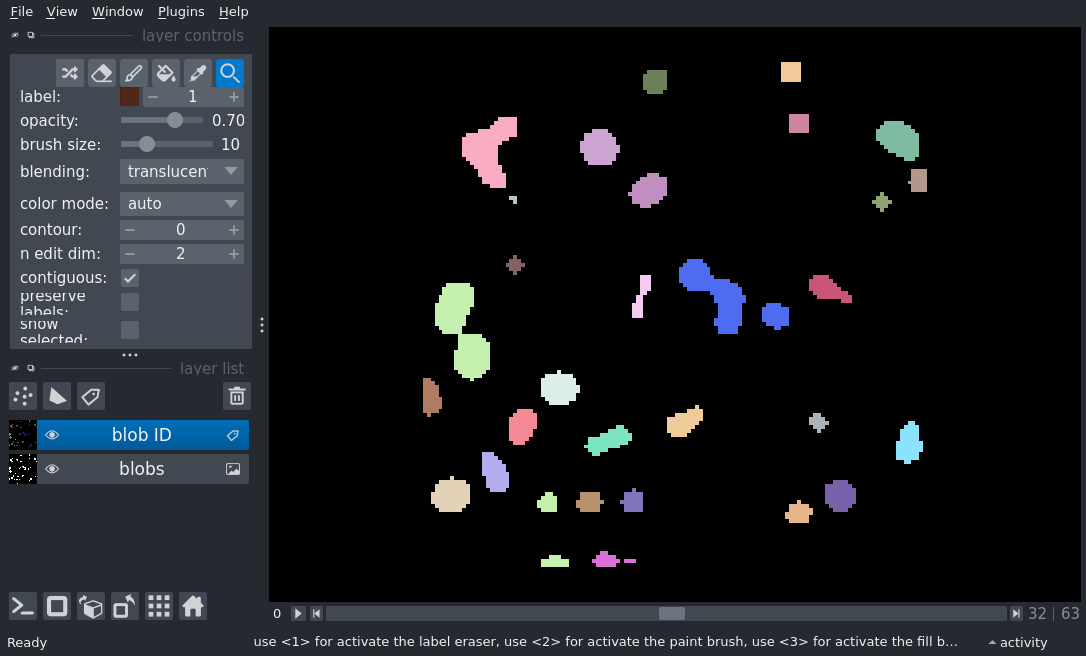 File View Window Plugins Help
layer controls
label: 1
opacity: 0.70
brush size: 10
blending: translucen
color mode: auto
contour: 0
n edit dim: 2
contiguous:
preserve
labels:
show
selected:
layer list
blob ID
blobs
0 32 | 63
Ready use <1> for activate the label eraser, use <2> for activate the paint brush, use <3> for activate the fill b... activity